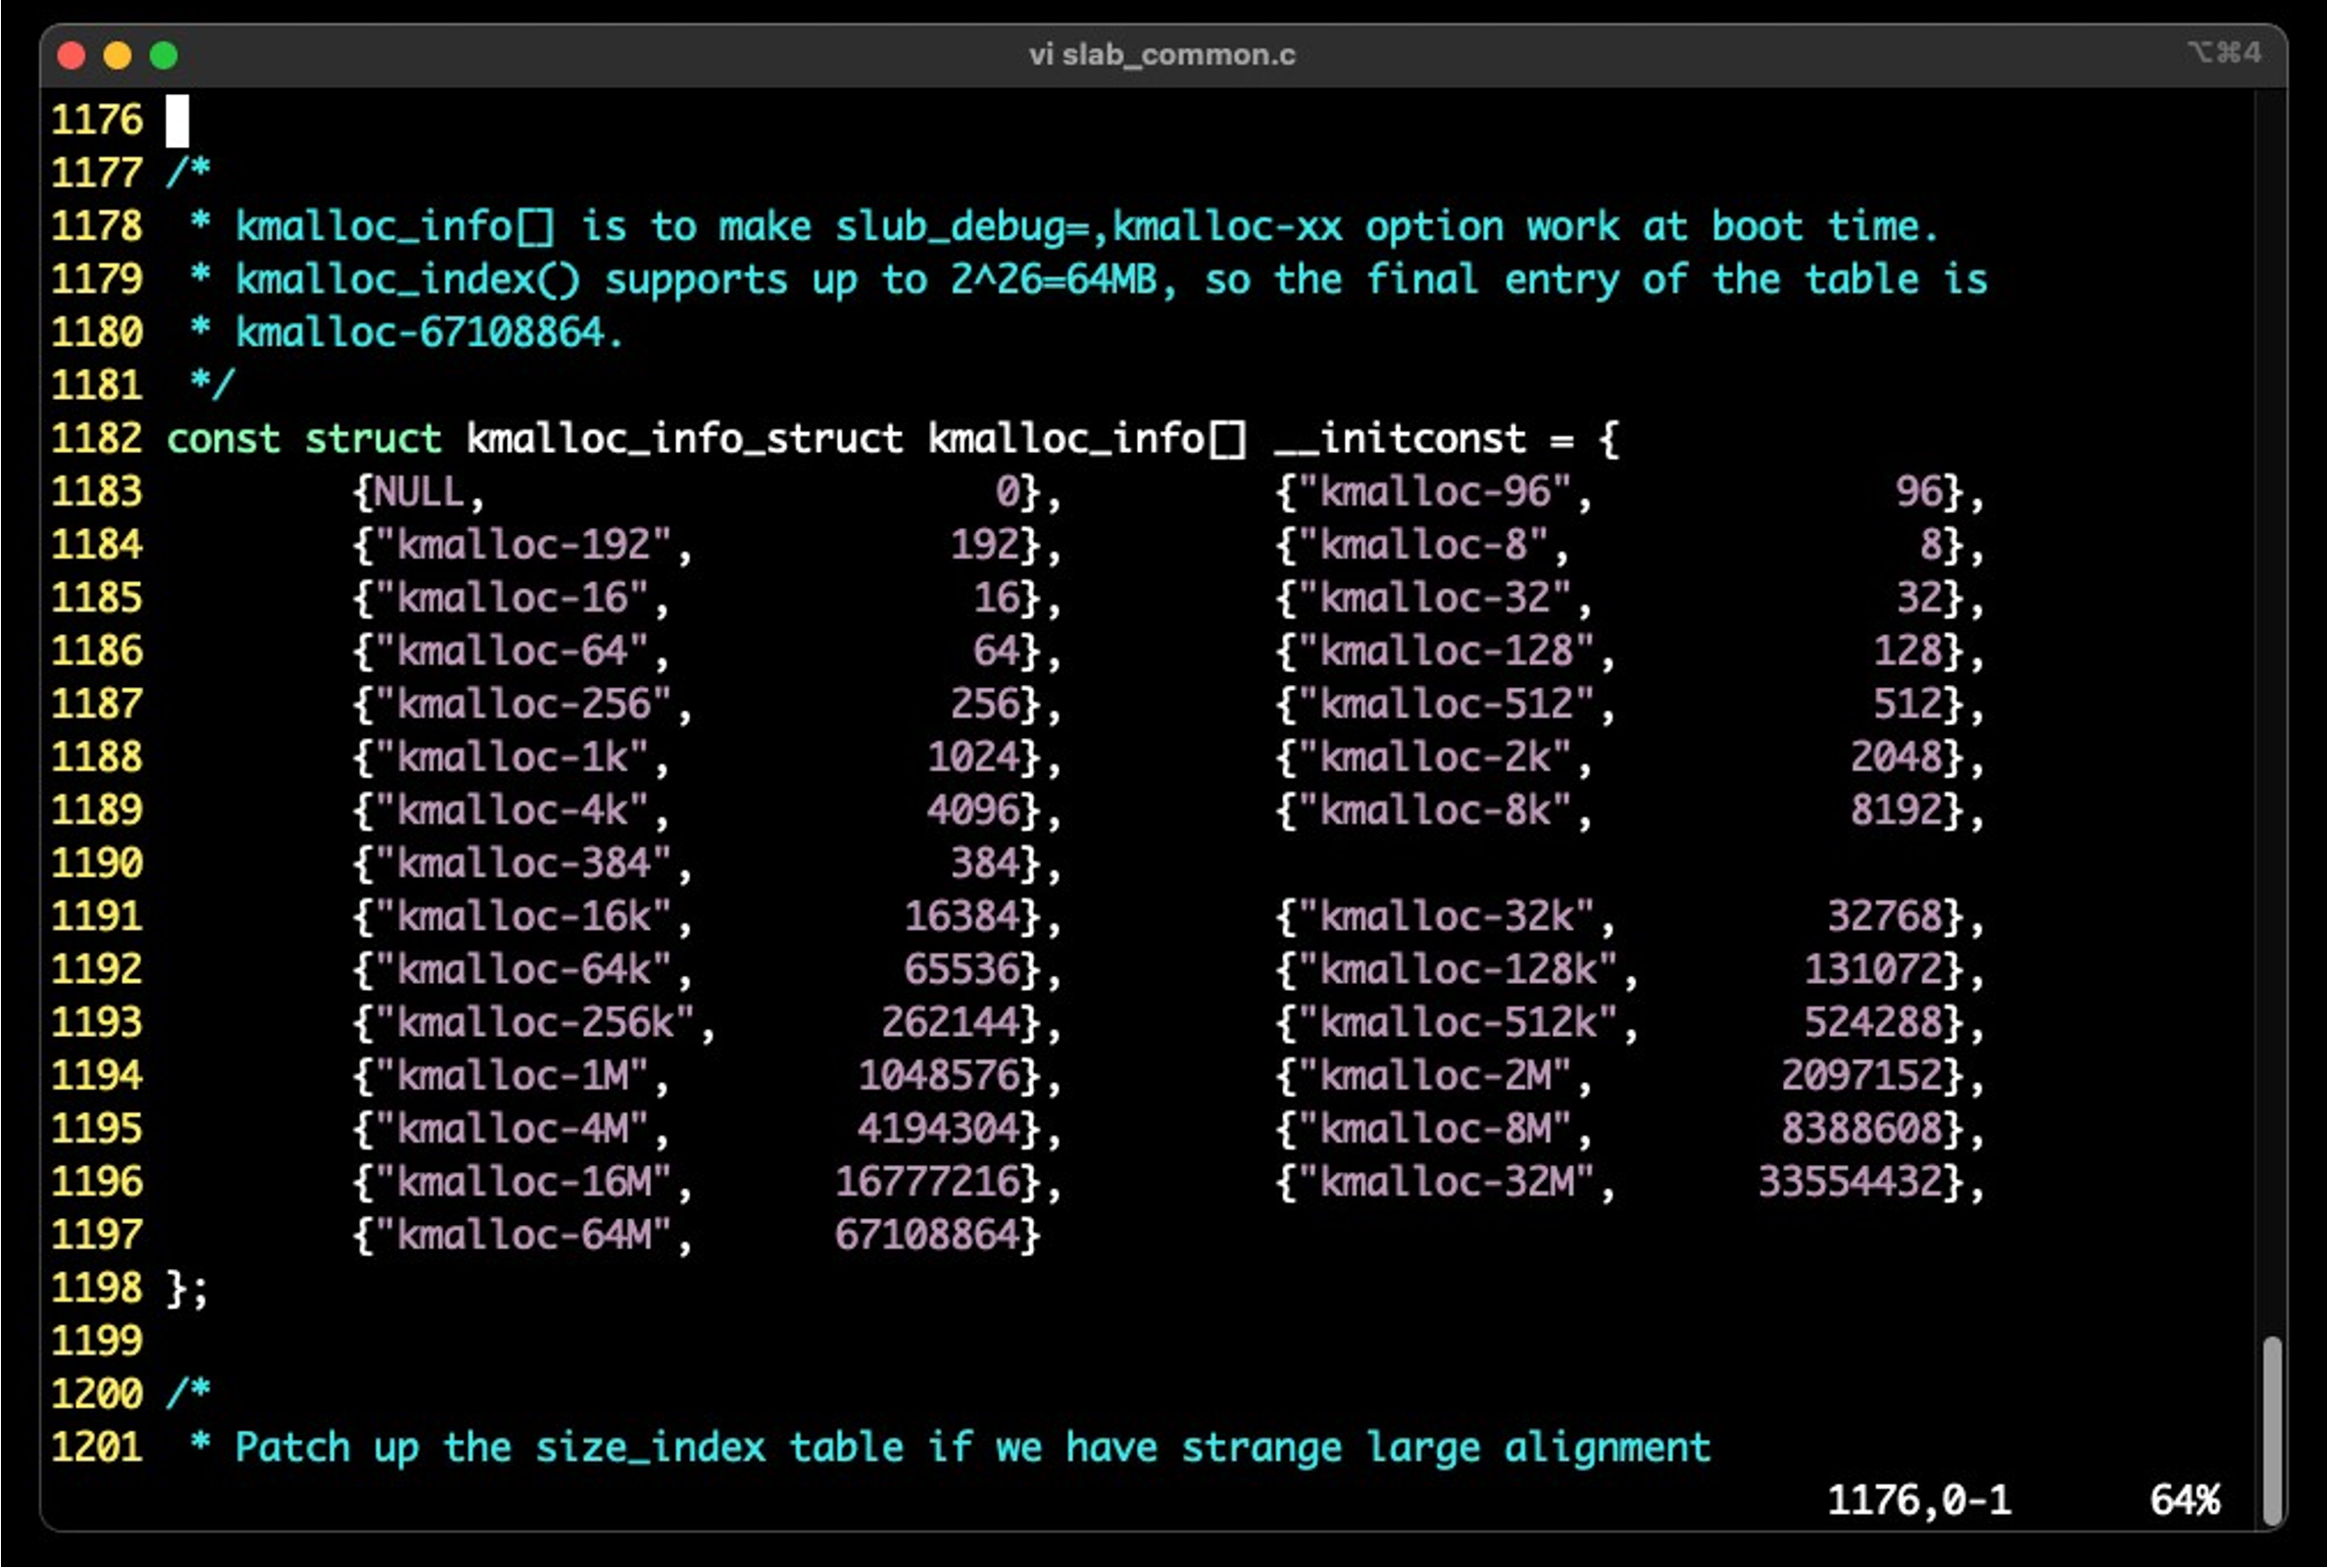 vi slab_common.c ⌥⌘4
1176
1177 /*
1178  * kmalloc_info[] is to make slub_debug=,kmalloc-xx option work at boot time.
1179  * kmalloc_index() supports up to 2^26=64MB, so the final entry of the table is
1180  * kmalloc-67108864.
1181  */
1182 const struct kmalloc_info_struct kmalloc_info[] __initconst = {
1183         {NULL,                      0},         {"kmalloc-96",             96},
1184         {"kmalloc-192",           192},         {"kmalloc-8",               8},
1185         {"kmalloc-16",             16},         {"kmalloc-32",             32},
1186         {"kmalloc-64",             64},         {"kmalloc-128",           128},
1187         {"kmalloc-256",           256},         {"kmalloc-512",           512},
1188         {"kmalloc-1k",           1024},         {"kmalloc-2k",           2048},
1189         {"kmalloc-4k",           4096},         {"kmalloc-8k",           8192},
1190         {"kmalloc-384",           384},
1191         {"kmalloc-16k",         16384},         {"kmalloc-32k",         32768},
1192         {"kmalloc-64k",         65536},         {"kmalloc-128k",       131072},
1193         {"kmalloc-256k",       262144},         {"kmalloc-512k",       524288},
1194         {"kmalloc-1M",        1048576},         {"kmalloc-2M",        2097152},
1195         {"kmalloc-4M",        4194304},         {"kmalloc-8M",        8388608},
1196         {"kmalloc-16M",      16777216},         {"kmalloc-32M",      33554432},
1197         {"kmalloc-64M",      67108864}
1198 };
1199
1200 /*
1201  * Patch up the size_index table if we have strange large alignment
1176,0-1      64%